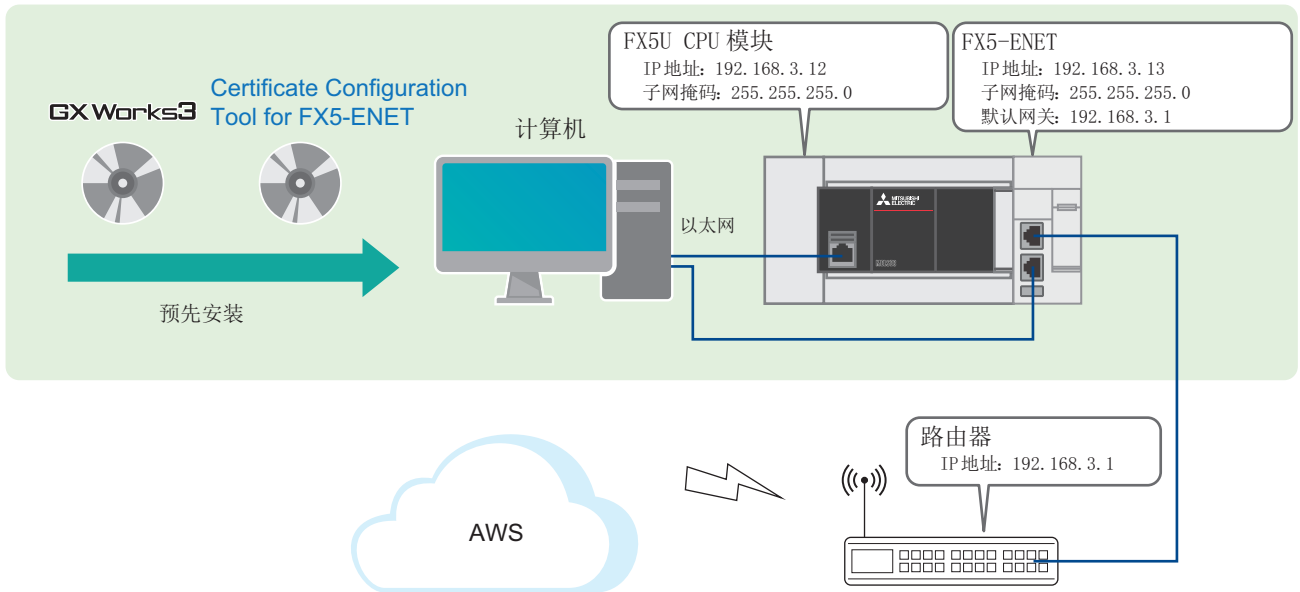 FX5U CPU 模块
IP地址: 192.168.3.12
子网掩码: 255.255.255.0
FX5-ENET
IP地址: 192.168.3.13
子网掩码: 255.255.255.0
默认网关: 192.168.3.1
GX Works3
Certificate Configuration
Tool for FX5-ENET
计算机
MITSUBISHI
ELECTRIC
以太网
预先安装
路由器
IP地址: 192.168.3.1
AWS